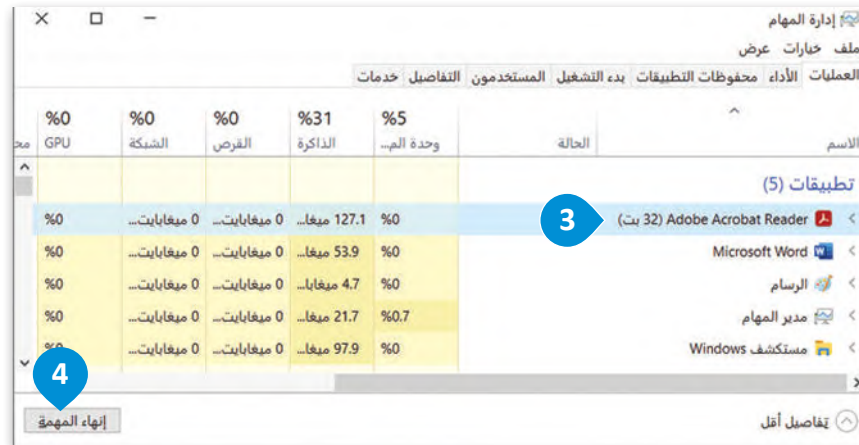 إدارة المهام
ملف خيارات عرض
العمليات الأداء محفوظات التطبيقات بدء التشغيل المستخدمون التفاصيل خدمات
%5 %31 %0 %0 %0
الاسم الحالة وحدة الم... الذاكرة القرص الشبكة GPU مح
تطبيقات (5)
Adobe Acrobat Reader (32 بت) 3 %0 127.1 ميغا... 0 ميغابايت... 0 ميغابايت... %0
Microsoft Word %0 53.9 ميغا... 0 ميغابايت... 0 ميغابايت... %0
الرسام %0 4.7 ميغابا... 0 ميغابايت... 0 ميغابايت... %0
مدير المهام %0.7 21.7 ميغا... 0 ميغابايت... 0 ميغابايت... %0
مستكشف Windows %0 97.9 ميغا... 0 ميغابايت... 0 ميغابايت...
4
تفاصيل أقل إنهاء المهمة